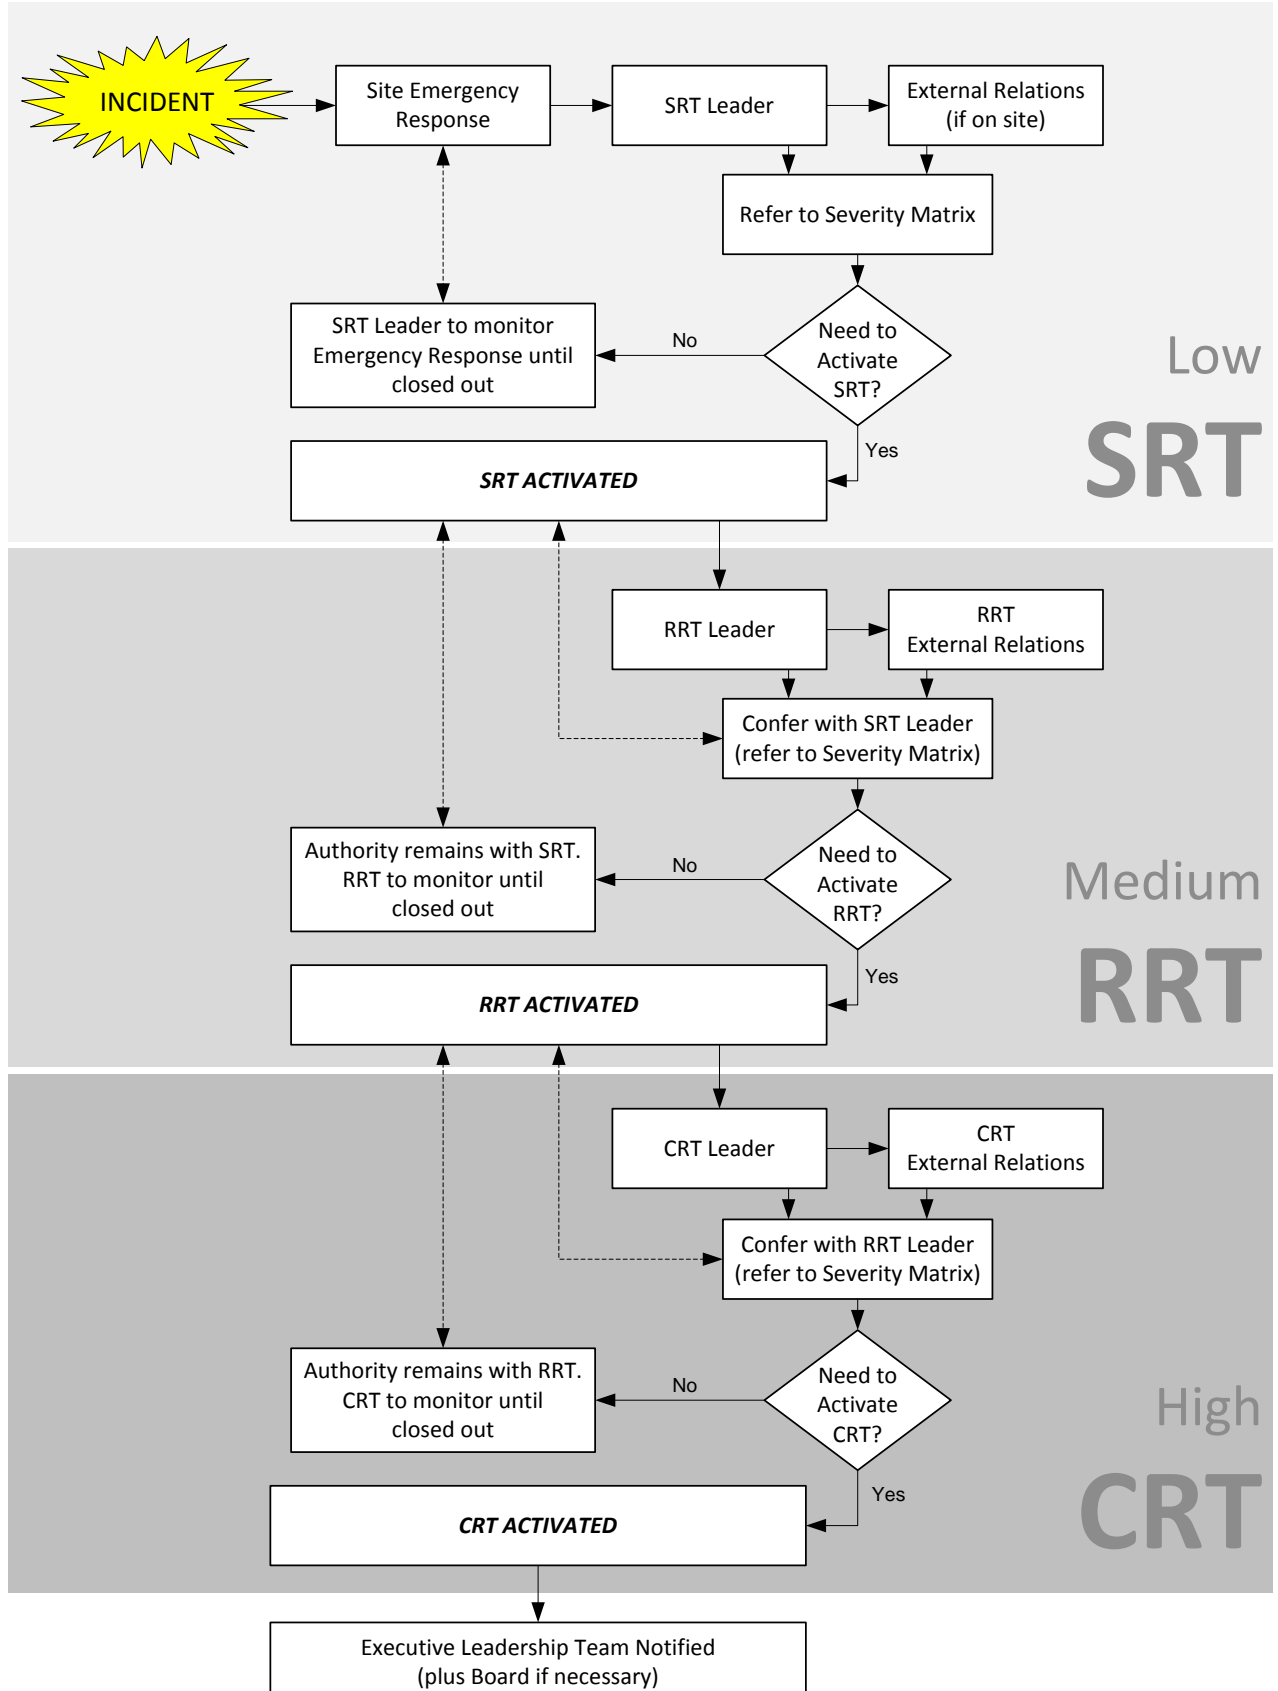 INCIDENT
Site Emergency
Response
SRT Leader
External Relations
(if on site)
Refer to Severity Matrix
SRT Leader to monitor
Emergency Response until
closed out
No
Need to
Activate
SRT?
Low
SRT
Yes
SRT ACTIVATED
RRT Leader
RRT
External Relations
Confer with SRT Leader
(refer to Severity Matrix)
Authority remains with SRT.
RRT to monitor until
closed out
No
Need to
Activate
RRT?
Medium
RRT
Yes
RRT ACTIVATED
CRT Leader
CRT
External Relations
Confer with RRT Leader
(refer to Severity Matrix)
Authority remains with RRT.
CRT to monitor until
closed out
No
Need to
Activate
CRT?
High
CRT
Yes
CRT ACTIVATED
Executive Leadership Team Notified
(plus Board if necessary)